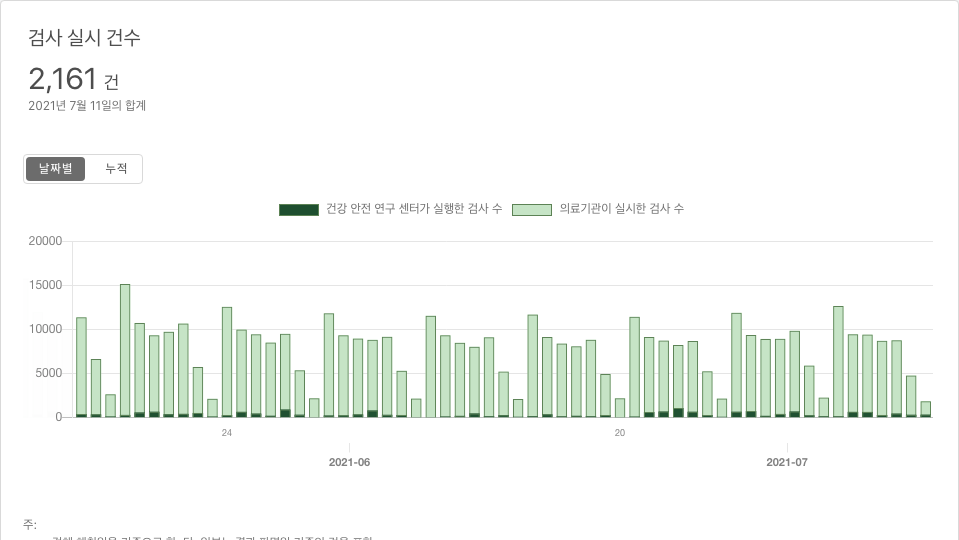 검사 실시 건수
2,161 건
2021년 7월 11일의 합계
날짜별 누적
건강 안전 연구 센터가 실행한 검사 수 의료기관이 실시한 검사 수
20000
15000
10000
5000
0
24 20
2021-06 2021-07
주: